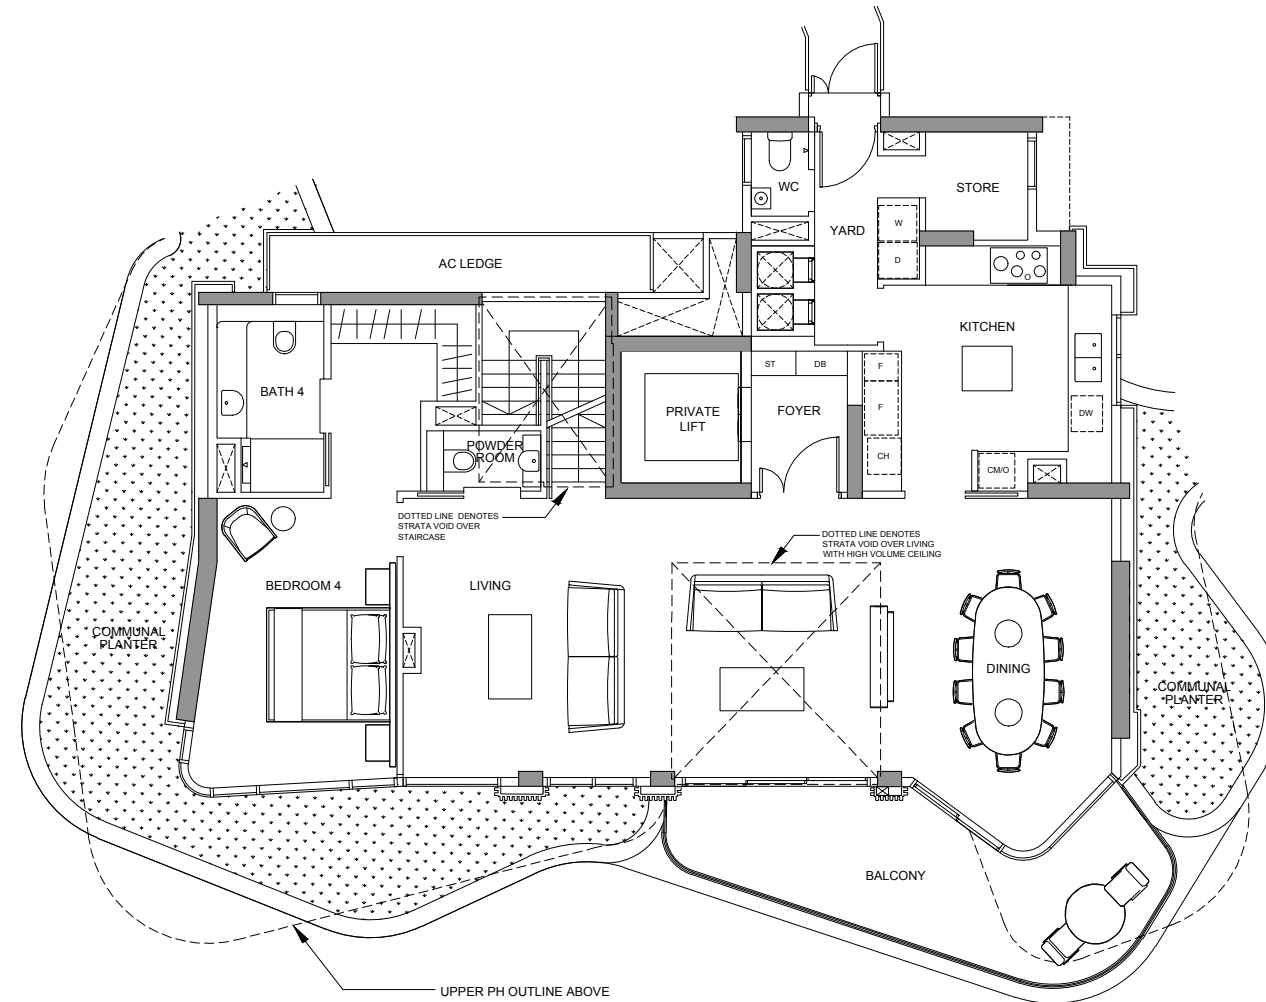 WC
STORE
YARD
W
D
AC LEDGE
KITCHEN
ST
DB
F
F
BATH 4
PRIVATE
LIFT
FOYER
DW
POWDER
ROOM
CH
CM/O
DOTTED LINE DENOTES
STRATA VOID OVER
STAIRCASE
DOTTED LINE DENOTES
STRATA VOID OVER LIVING
WITH HIGH VOLUME CEILING
BEDROOM 4
LIVING
COMMUNAL
PLANTER
DINING
COMMUNAL
PLANTER
BALCONY
UPPER PH OUTLINE ABOVE